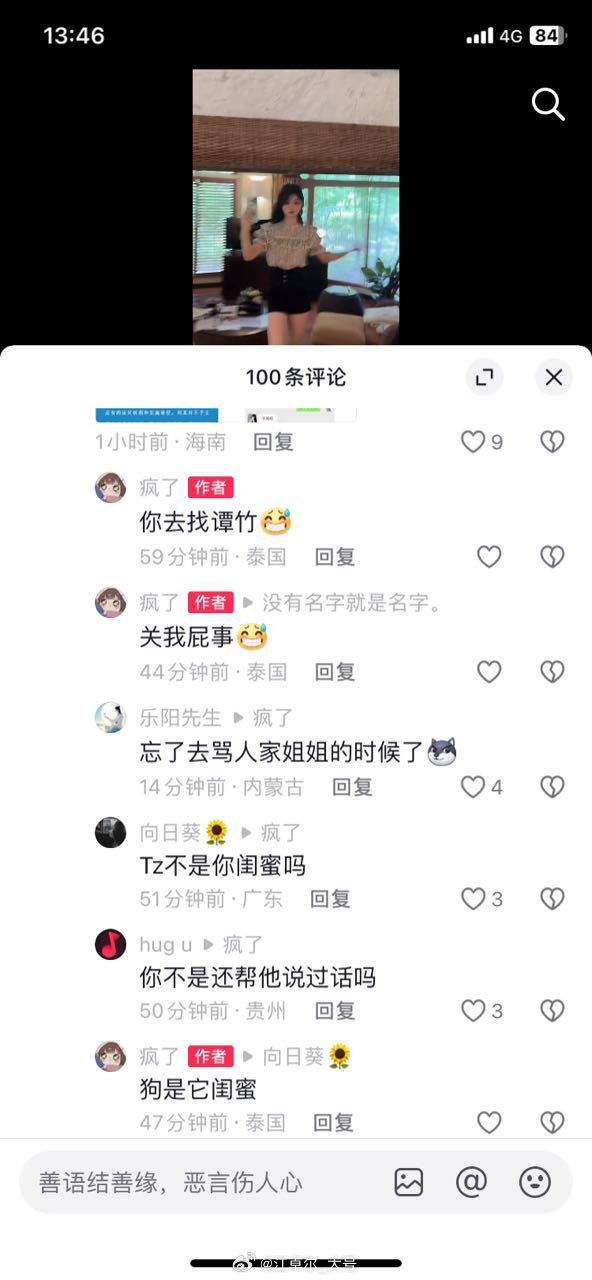 13:46
4G 84
100条评论
1小时前·海南 回复 9
疯了 作者
你去找谭竹😅
59分钟前·泰国 回复
疯了 作者 ▶ 没有名字就是名字。
关我屁事😅
44分钟前·泰国 回复
乐阳先生 ▶ 疯了
忘了去骂人家姐姐的时候了
14分钟前·内蒙古 回复 4
向日葵🌻 ▶ 疯了
Tz不是你闺蜜吗
51分钟前·广东 回复 3
hug u ▶ 疯了
你不是还帮他说过话吗
50分钟前·贵州 回复 3
疯了 作者 ▶ 向日葵🌻
狗是它闺蜜
47分钟前·泰国 回复
善语结善缘，恶言伤人心
@江卓尔_大号